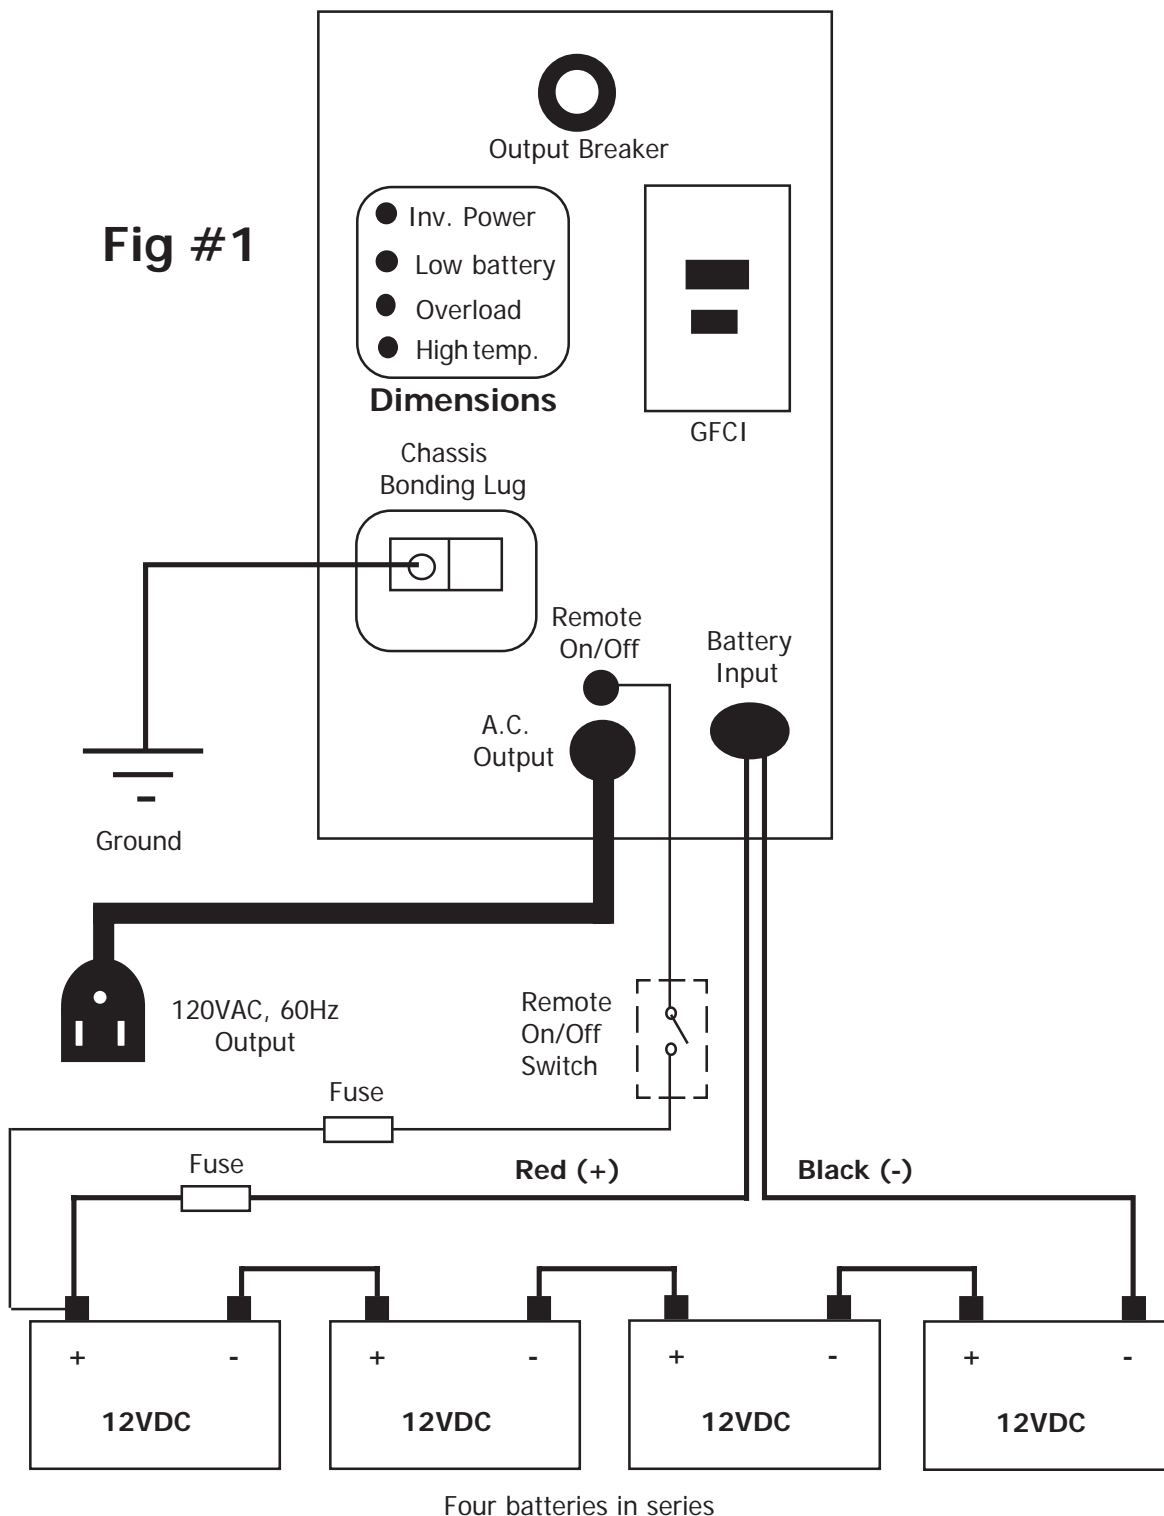 Output Breaker
Fig #1
Inv. Power
Low battery
Overload
High temp.
Dimensions
GFCI
Chassis
Bonding Lug
Remote
On/Off
Battery
Input
A.C.
Output
Ground
120VAC, 60Hz
Output
Remote
On/Off
Switch
Fuse
Fuse
Red (+)
Black (-)
+ -
+ -
+ -
+ -
12VDC
12VDC
12VDC
12VDC
Four batteries in series